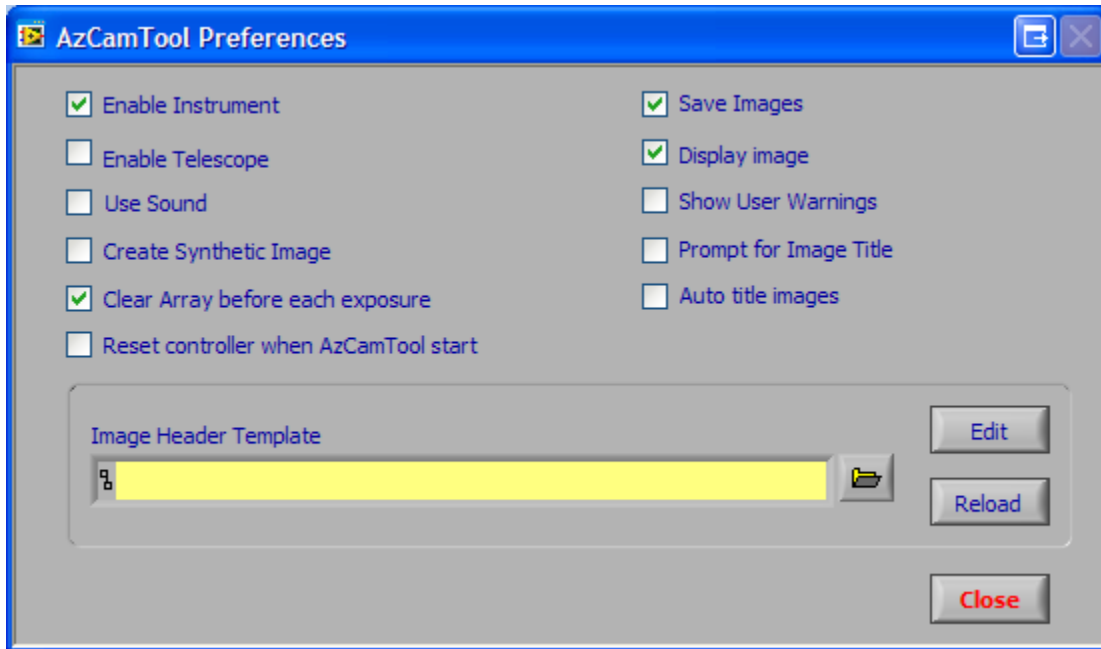 AzCamTool Preferences
Enable Instrument
Enable Telescope
Use Sound
Create Synthetic Image
Clear Array before each exposure
Reset controller when AzCamTool start
Save Images
Display image
Show User Warnings
Prompt for Image Title
Auto title images
Image Header Template
Edit
Reload
Close